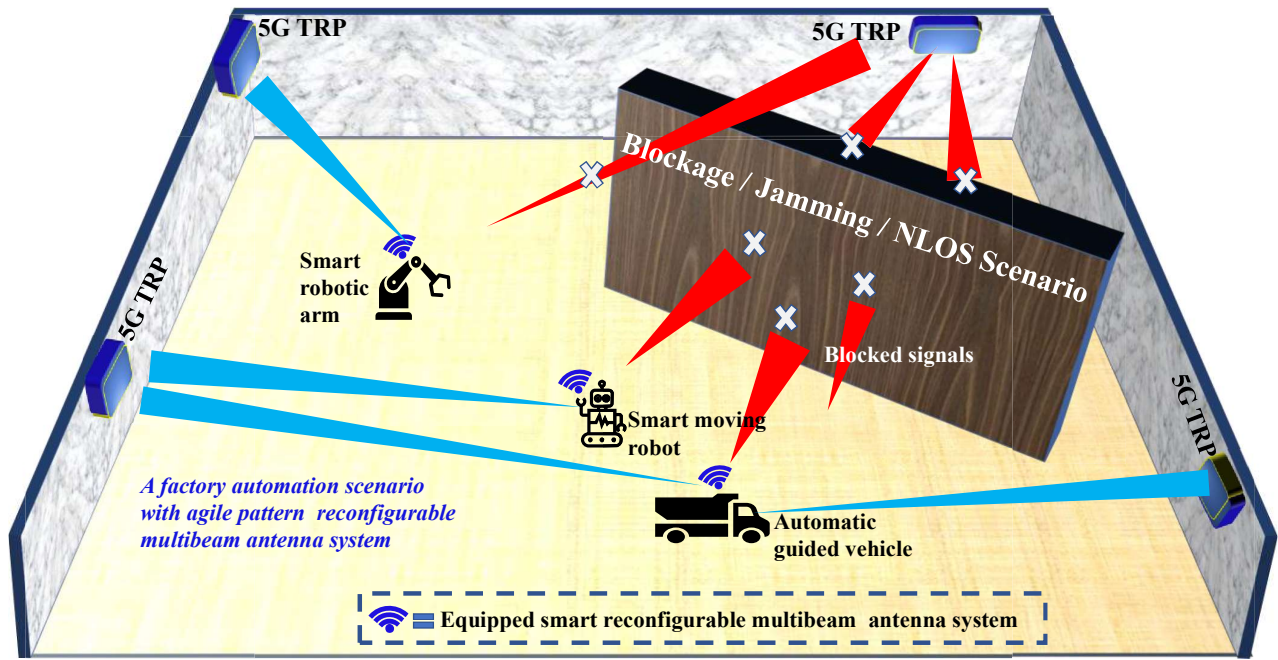 5G TRP
5G TRP
Blockage / Jamming / NLOS Scenario
Smart
robotic
arm
5G TRP
Blocked signals
5G TRP
Smart moving
robot
A factory automation scenario
with agile pattern reconfigurable
multibeam antenna system
Automatic
guided vehicle
= Equipped smart reconfigurable multibeam antenna system